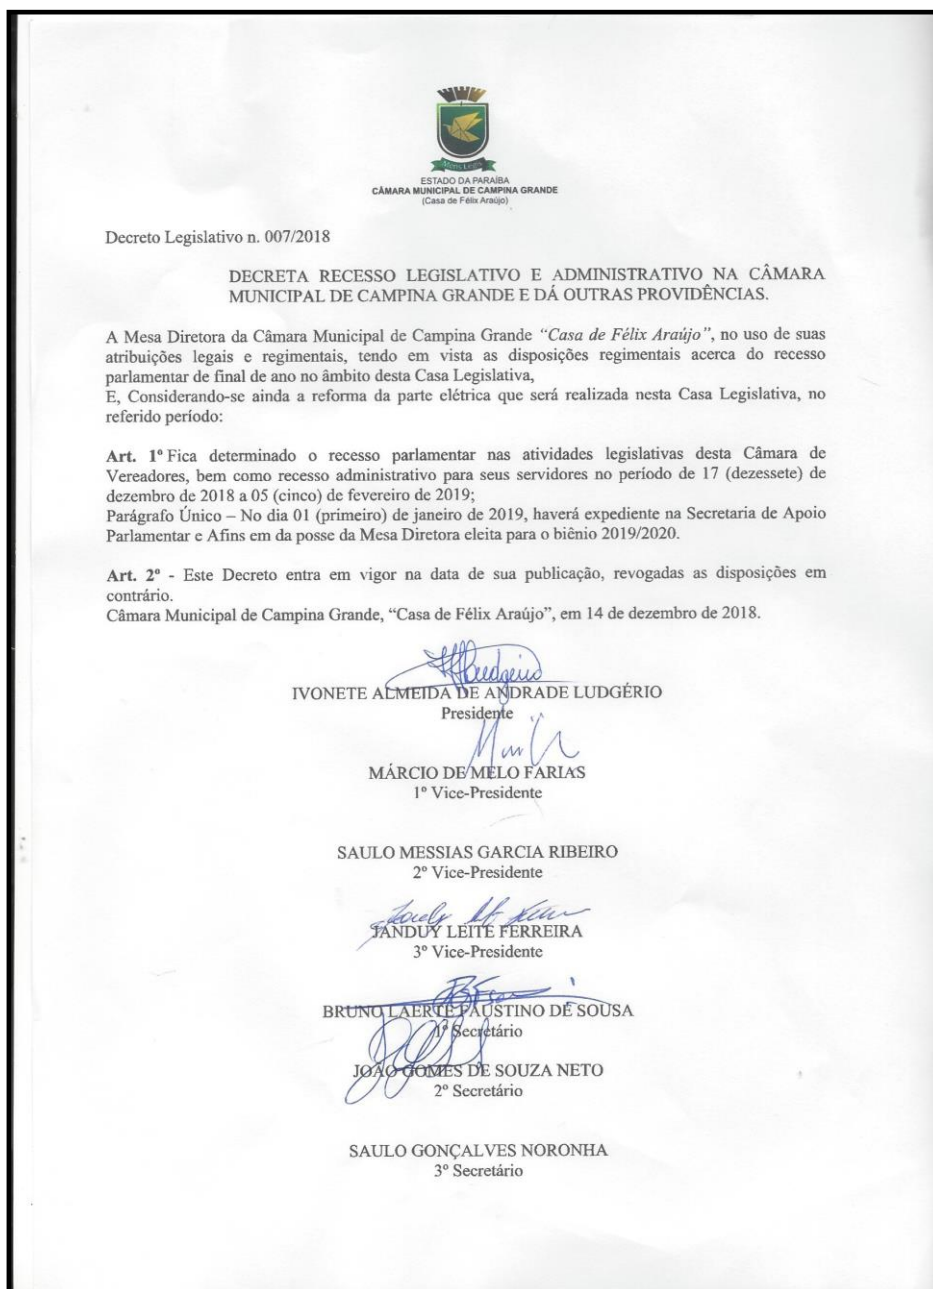 ESTADO DA PARAÍBA
CÂMARA MUNICIPAL DE CAMPINA GRANDE
(Casa de Félix Araújo)
Decreto Legislativo n. 007/2018
DECRETA RECESSO LEGISLATIVO E ADMINISTRATIVO NA CÂMARA
MUNICIPAL DE CAMPINA GRANDE E DÁ OUTRAS PROVIDÊNCIAS.
A Mesa Diretora da Câmara Municipal de Campina Grande “Casa de Félix Araújo”, no uso de suas
atribuições legais e regimentais, tendo em vista as disposições regimentais acerca do recesso
parlamentar de final de ano no âmbito desta Casa Legislativa,
E, Considerando-se ainda a reforma da parte elétrica que será realizada nesta Casa Legislativa, no
referido período:
Art. 1º Fica determinado o recesso parlamentar nas atividades legislativas desta Câmara de
Vereadores, bem como recesso administrativo para seus servidores no período de 17 (dezessete) de
dezembro de 2018 a 05 (cinco) de fevereiro de 2019;
Parágrafo Único – No dia 01 (primeiro) de janeiro de 2019, haverá expediente na Secretaria de Apoio
Parlamentar e Afins em da posse da Mesa Diretora eleita para o biênio 2019/2020.
Art. 2º - Este Decreto entra em vigor na data de sua publicação, revogadas as disposições em
contrário.
Câmara Municipal de Campina Grande, “Casa de Félix Araújo”, em 14 de dezembro de 2018.
IVONETE ALMEIDA DE ANDRADE LUDGÉRIO
Presidente
MÁRCIO DE MELO FARIAS
1º Vice-Presidente
SAULO MESSIAS GARCIA RIBEIRO
2º Vice-Presidente
JANDUY LEITE FERREIRA
3º Vice-Presidente
BRUNO LAERTE FAUSTINO DE SOUSA
1º Secretário
JOÃO GOMES DE SOUZA NETO
2º Secretário
SAULO GONÇALVES NORONHA
3º Secretário